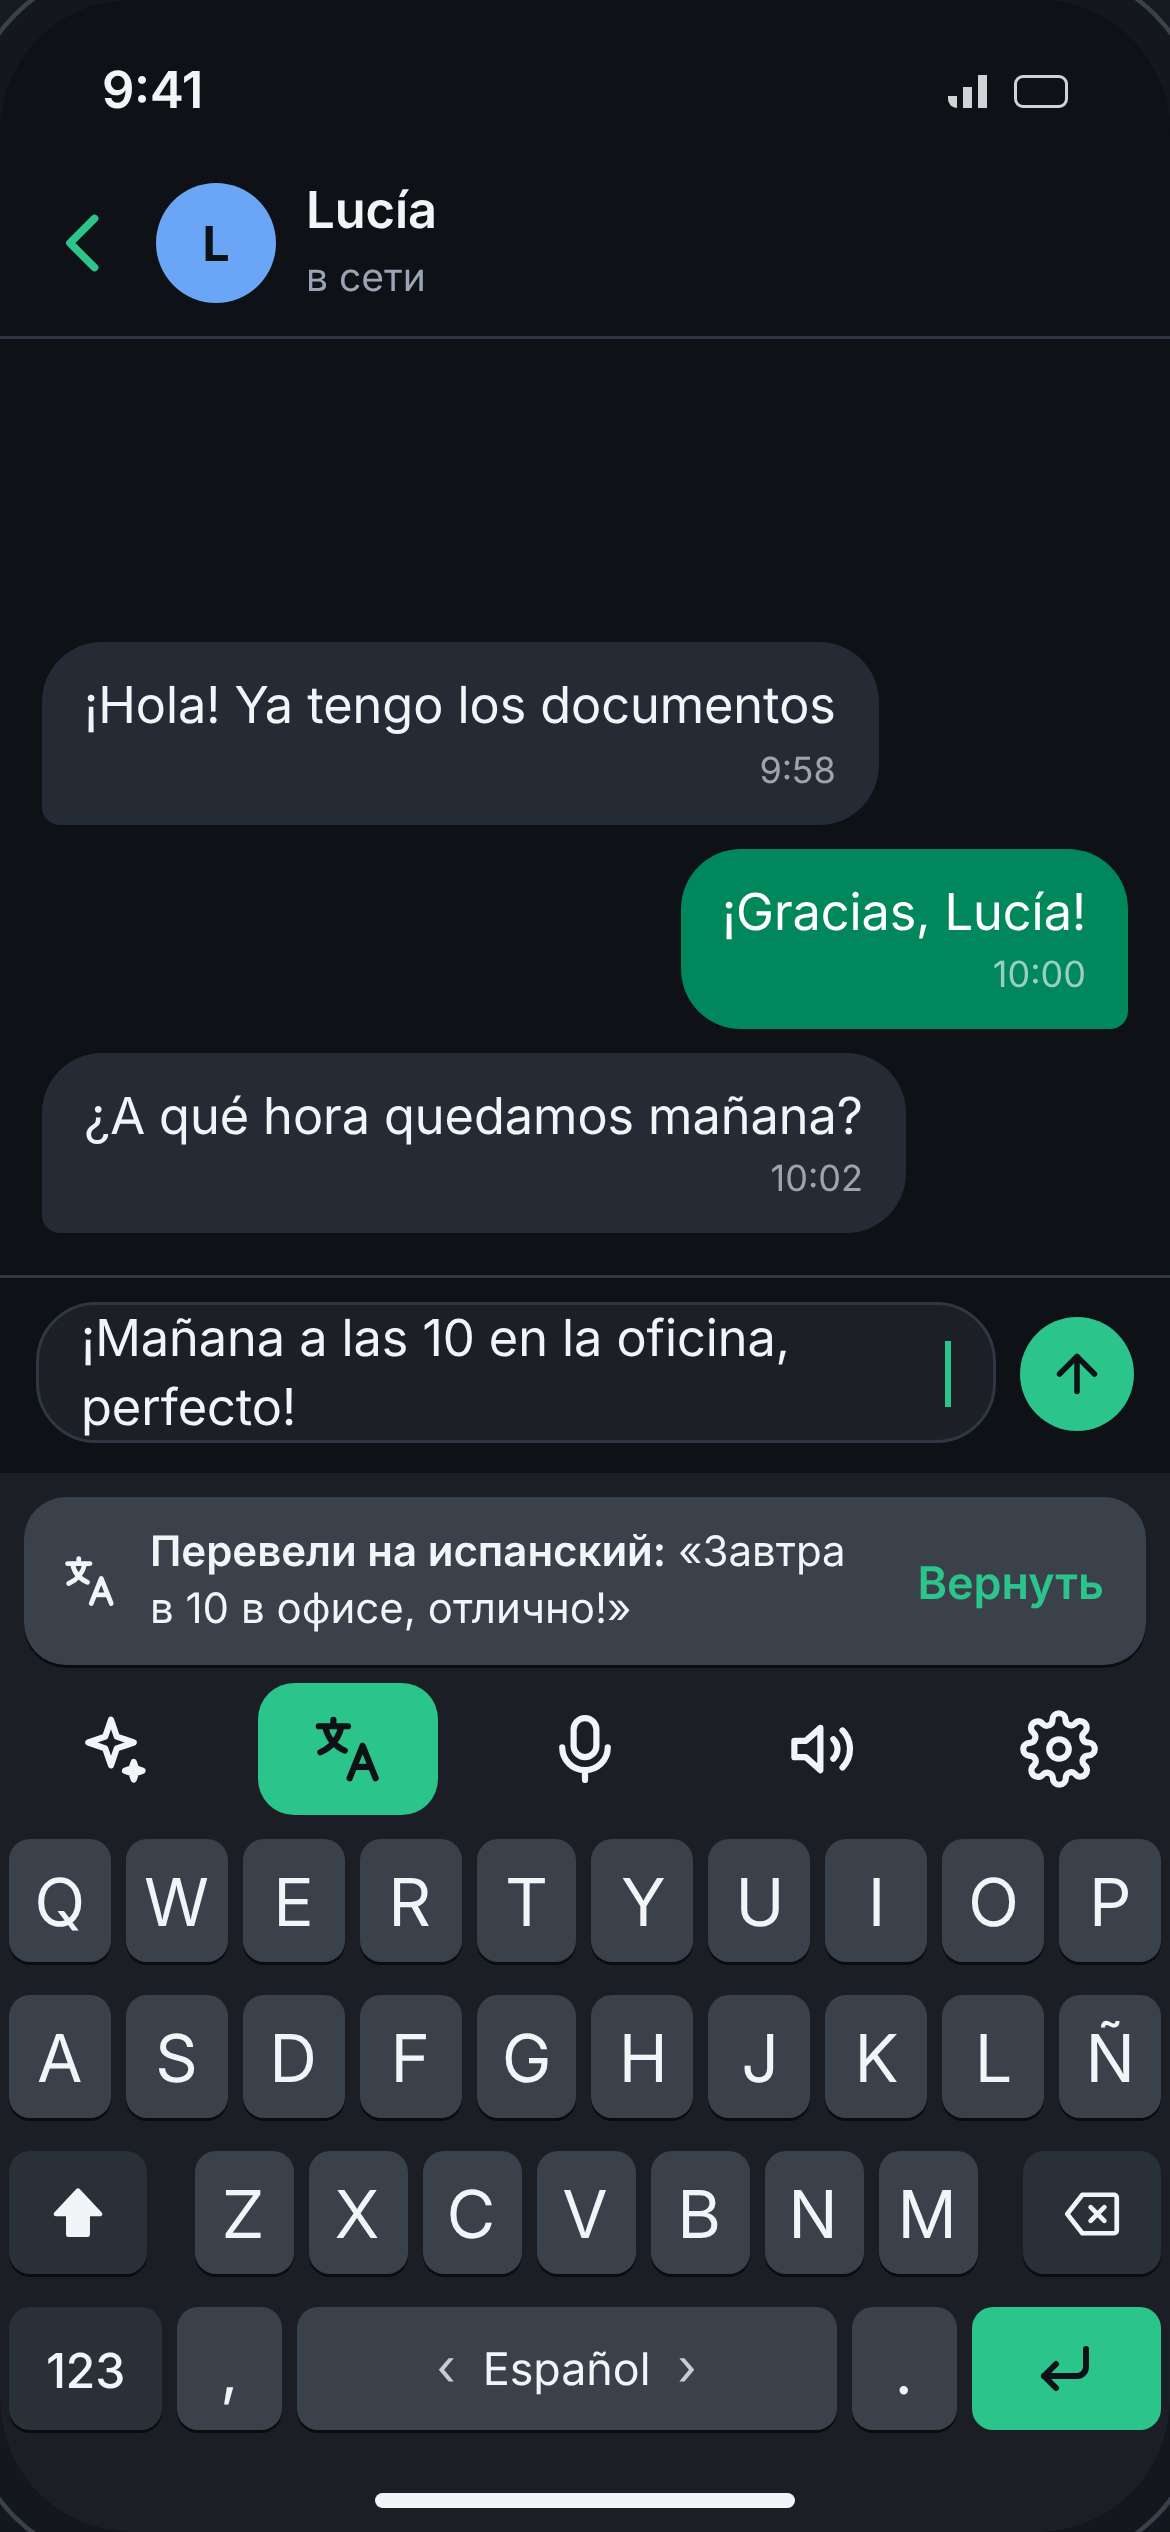 9:41
L
Lucía
в сети
¡Hola! Ya tengo los documentos
9:58
¡Gracias, Lucía!
10:00
¿A qué hora quedamos mañana?
10:02
¡Mañana a las 10 en la oficina,
perfecto!
Перевели на испанский: «Завтра
в 10 в офисе, отлично!»
Вернуть
Q W E R T Y U I O P
A S D F G H J K L Ñ
Z X C V B N M
123 , ‹ Español › .